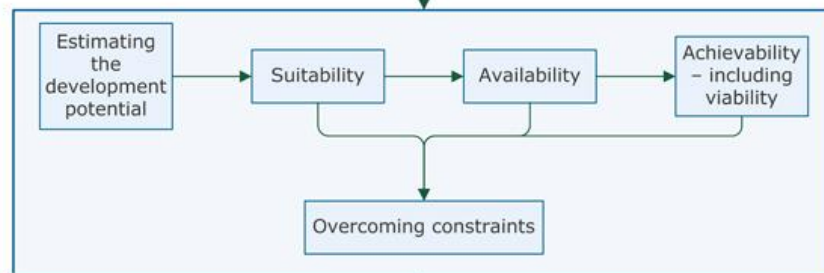 Estimating
the
development
potential
Suitability
Availability
Achievability
– including
viability
Overcoming constraints